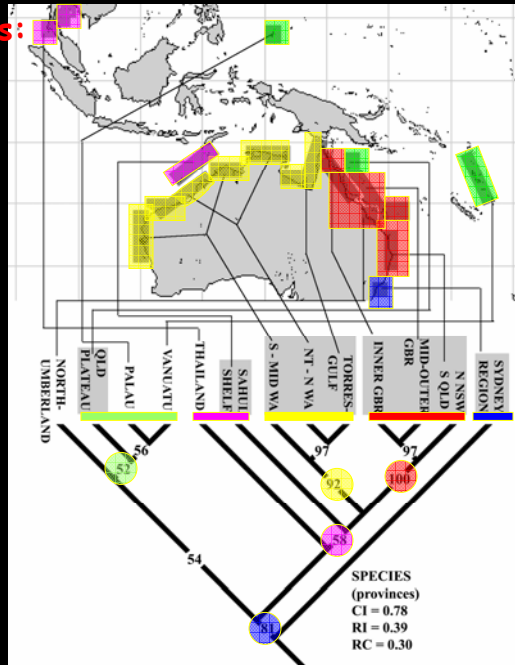 s:
NORTH-
UMBERLAND
QLD
PLATEAU
PALAU
VANUATU
THAILAND
SAHUL
SHELF
S - MID WA
NT - N WA
TORRES-
GULF
INNER GBR
MID-OUTER
GBR
S QLD
N NSW
SYDNEY
REGION
56
97
97
52
92
100
58
54
81
SPECIES
(provinces)
CI = 0.78
RI = 0.39
RC = 0.30